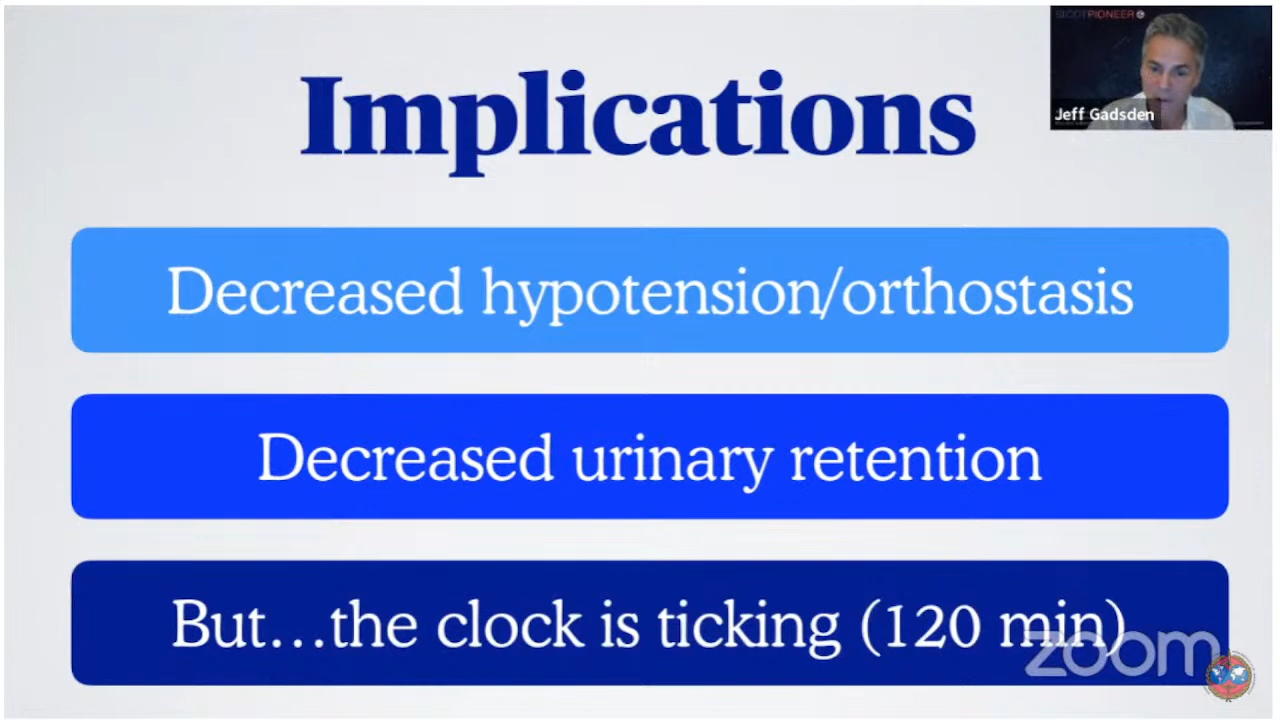 Implications
Jeff Gadsden
Decreased hypotension/orthostasis
Decreased urinary retention
But...the clock is ticking (120 min)
zoom